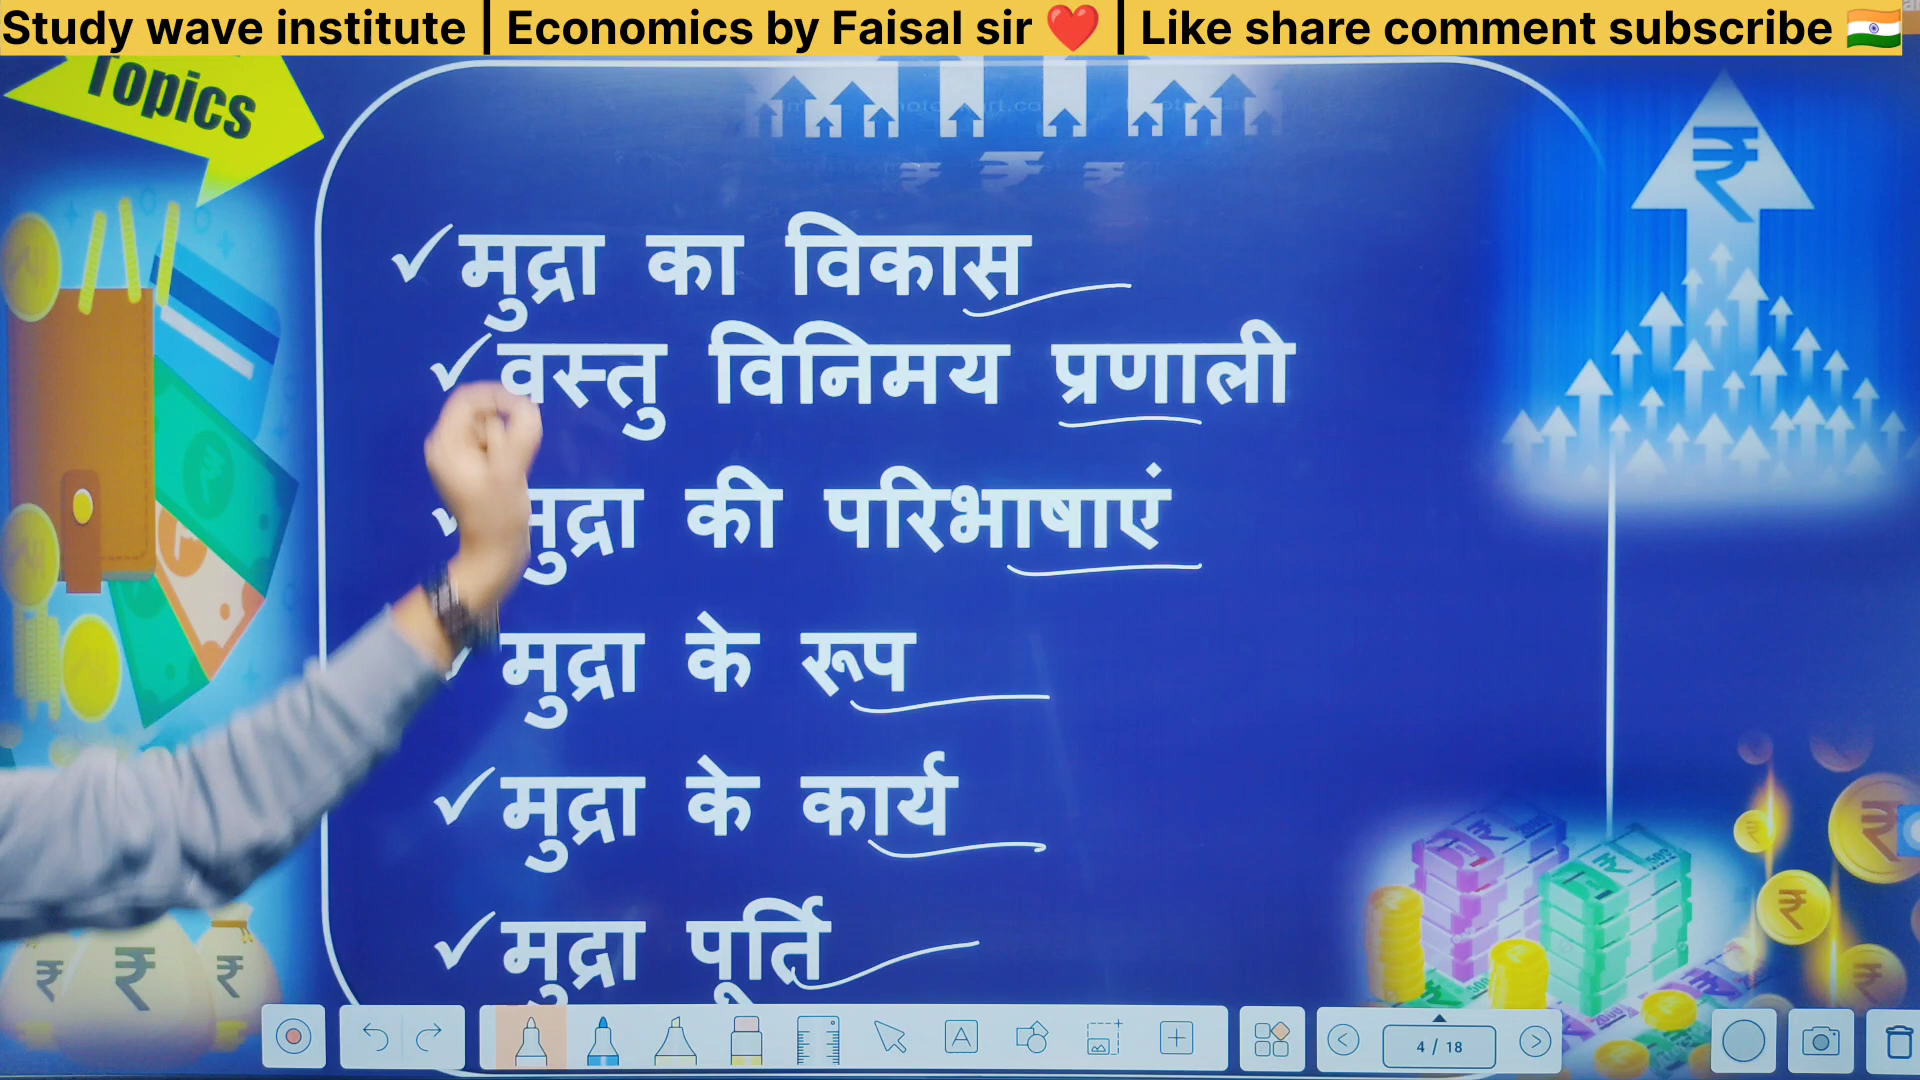 Study wave institute | Economics by Faisal sir ❤️ | Like share comment subscribe 🇮🇳
Topics
मुद्रा का विकास
वस्तु विनिमय प्रणाली
मुद्रा की परिभाषाएं
मुद्रा के रूप
मुद्रा के कार्य
मुद्रा पूर्ति
4 / 18